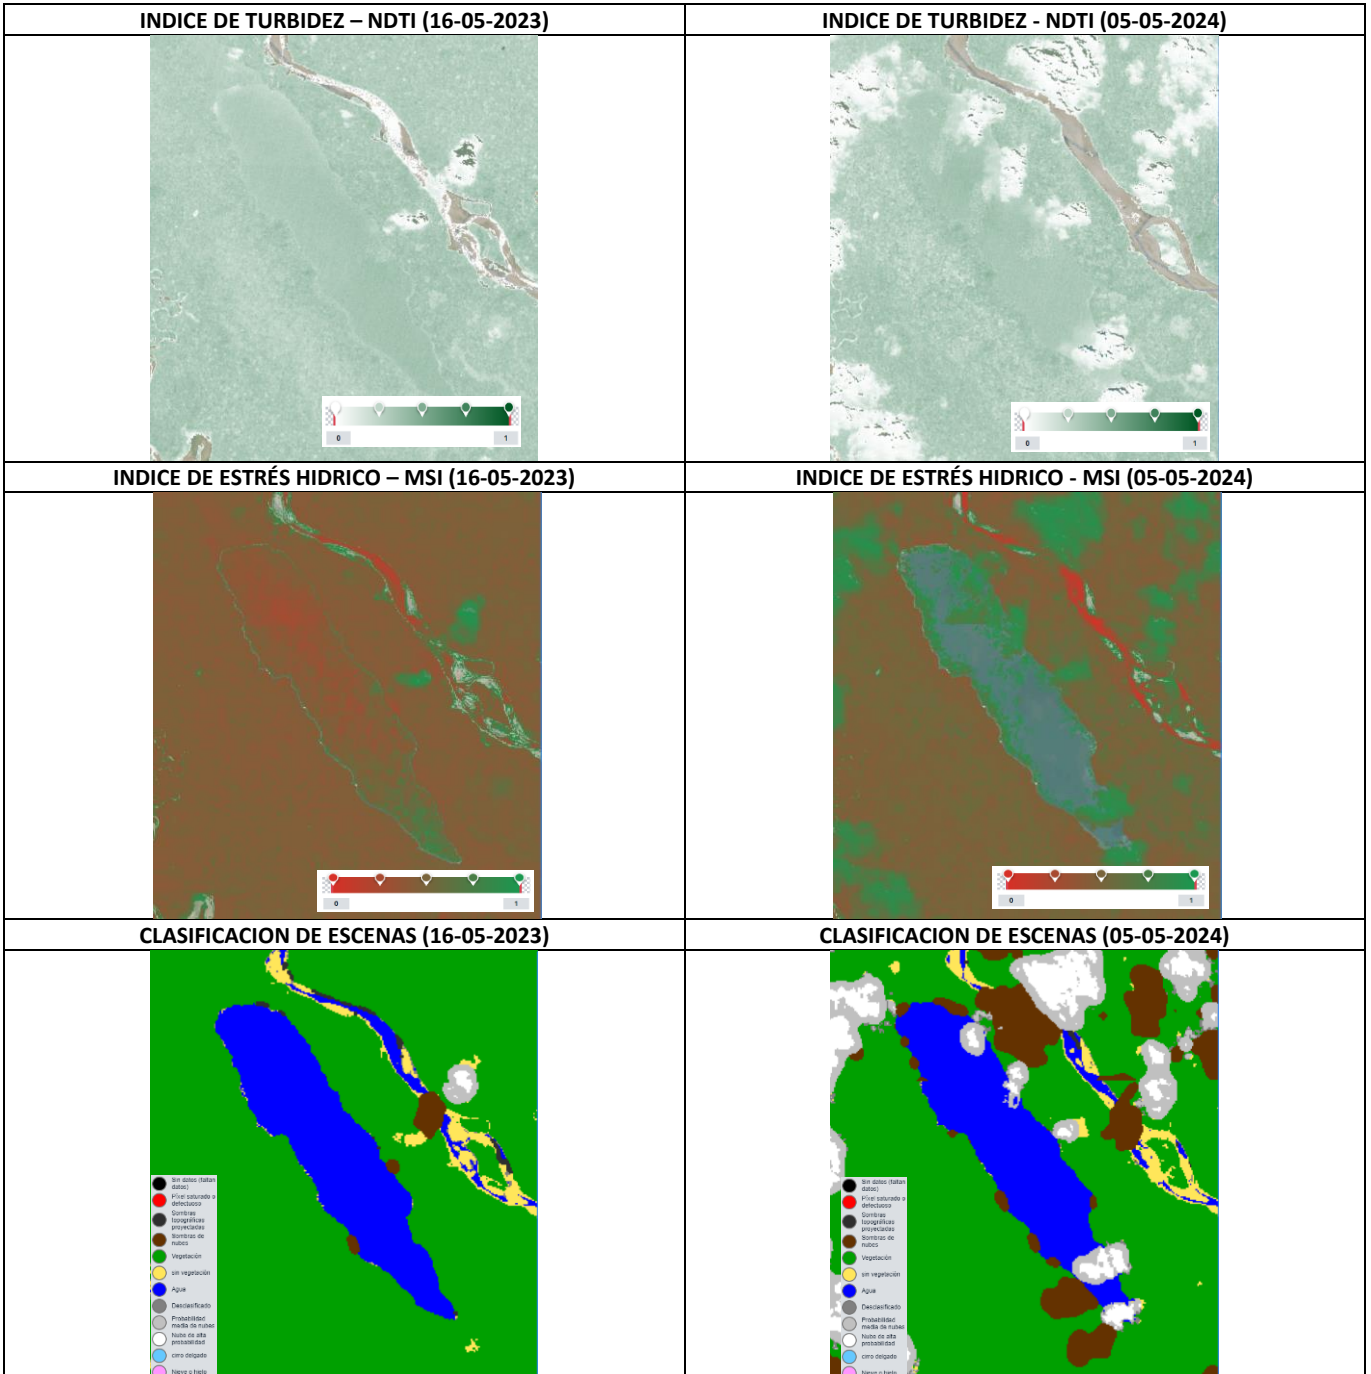 INDICE DE TURBIDEZ – NDTI (16-05-2023)
INDICE DE TURBIDEZ - NDTI (05-05-2024)
0
1
0
1
INDICE DE ESTRÉS HIDRICO – MSI (16-05-2023)
INDICE DE ESTRÉS HIDRICO - MSI (05-05-2024)
0
1
0
1
CLASIFICACION DE ESCENAS (16-05-2023)
CLASIFICACION DE ESCENAS (05-05-2024)
Sin datos (faltan
datos)
Píxel saturado o
defectuoso
Sombras
topográficas
proyectadas
Sombras de
nubes
Vegetación
sin vegetación
Agua
Desclasificado
Probabilidad
media de nubes
Nube de alta
probabilidad
cirro delgado
Nieve o hielo
Sin datos (faltan
datos)
Píxel saturado o
defectuoso
Sombras
topográficas
proyectadas
Sombras de
nubes
Vegetación
sin vegetación
Agua
Desclasificado
Probabilidad
media de nubes
Nube de alta
probabilidad
cirro delgado
Nieve o hielo